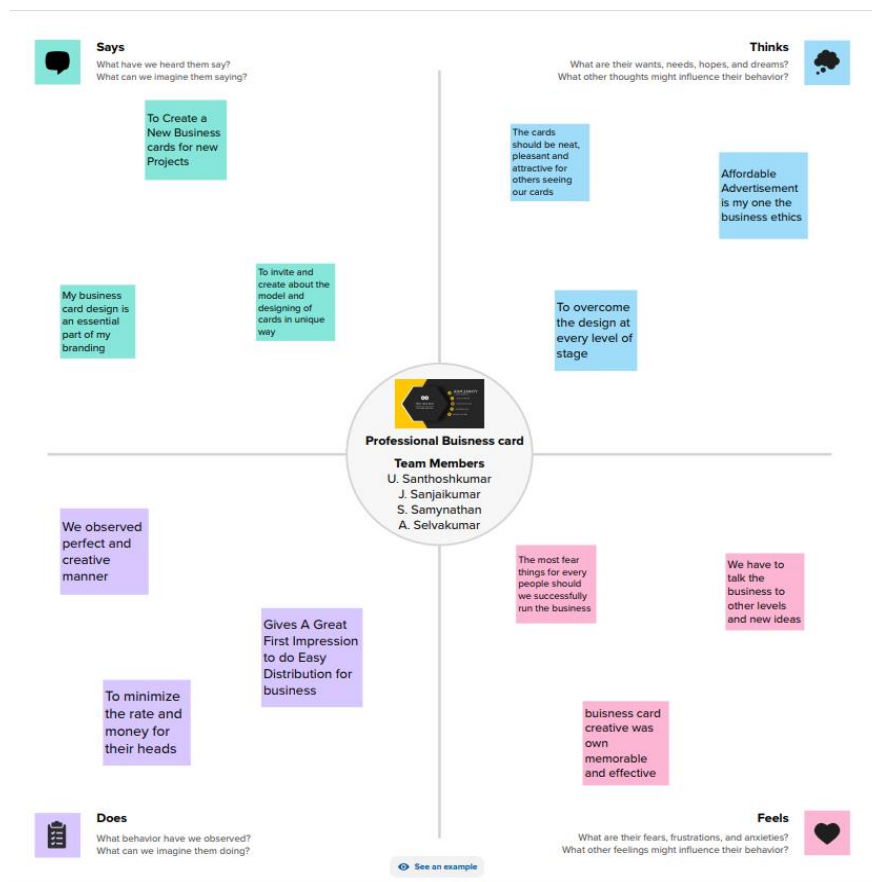 Says
What have we heard them say?
What can we imagine them saying?
Thinks
What are their wants, needs, hopes, and dreams?
What other thoughts might influence their behavior?
To Create a
New Business
cards for new
Projects
My business
card design is
an essential
part of my
branding
To invite and
create about the
model and
designing of
cards in unique
way
The cards
should be neat,
pleasant and
attractive for
others seeing
our cards
Affordable
Advertisement
is my one the
business ethics
To overcome
the design at
every level of
stage
Professional Buisness card
Team Members
U. Santhoshkumar
J. Sanjaikumar
S. Samynathan
A. Selvakumar
We observed
perfect and
creative
manner
Gives A Great
First Impression
to do Easy
Distribution for
business
To minimize
the rate and
money for
their heads
The most fear
things for every
people should
we successfully
run the business
We have to
talk the
business to
other levels
and new ideas
buisness card
creative was
own
memorable
and effective
Does
What behavior have we observed?
What can we imagine them doing?
Feels
What are their fears, frustrations, and anxieties?
What other feelings might influence their behavior?
See an example